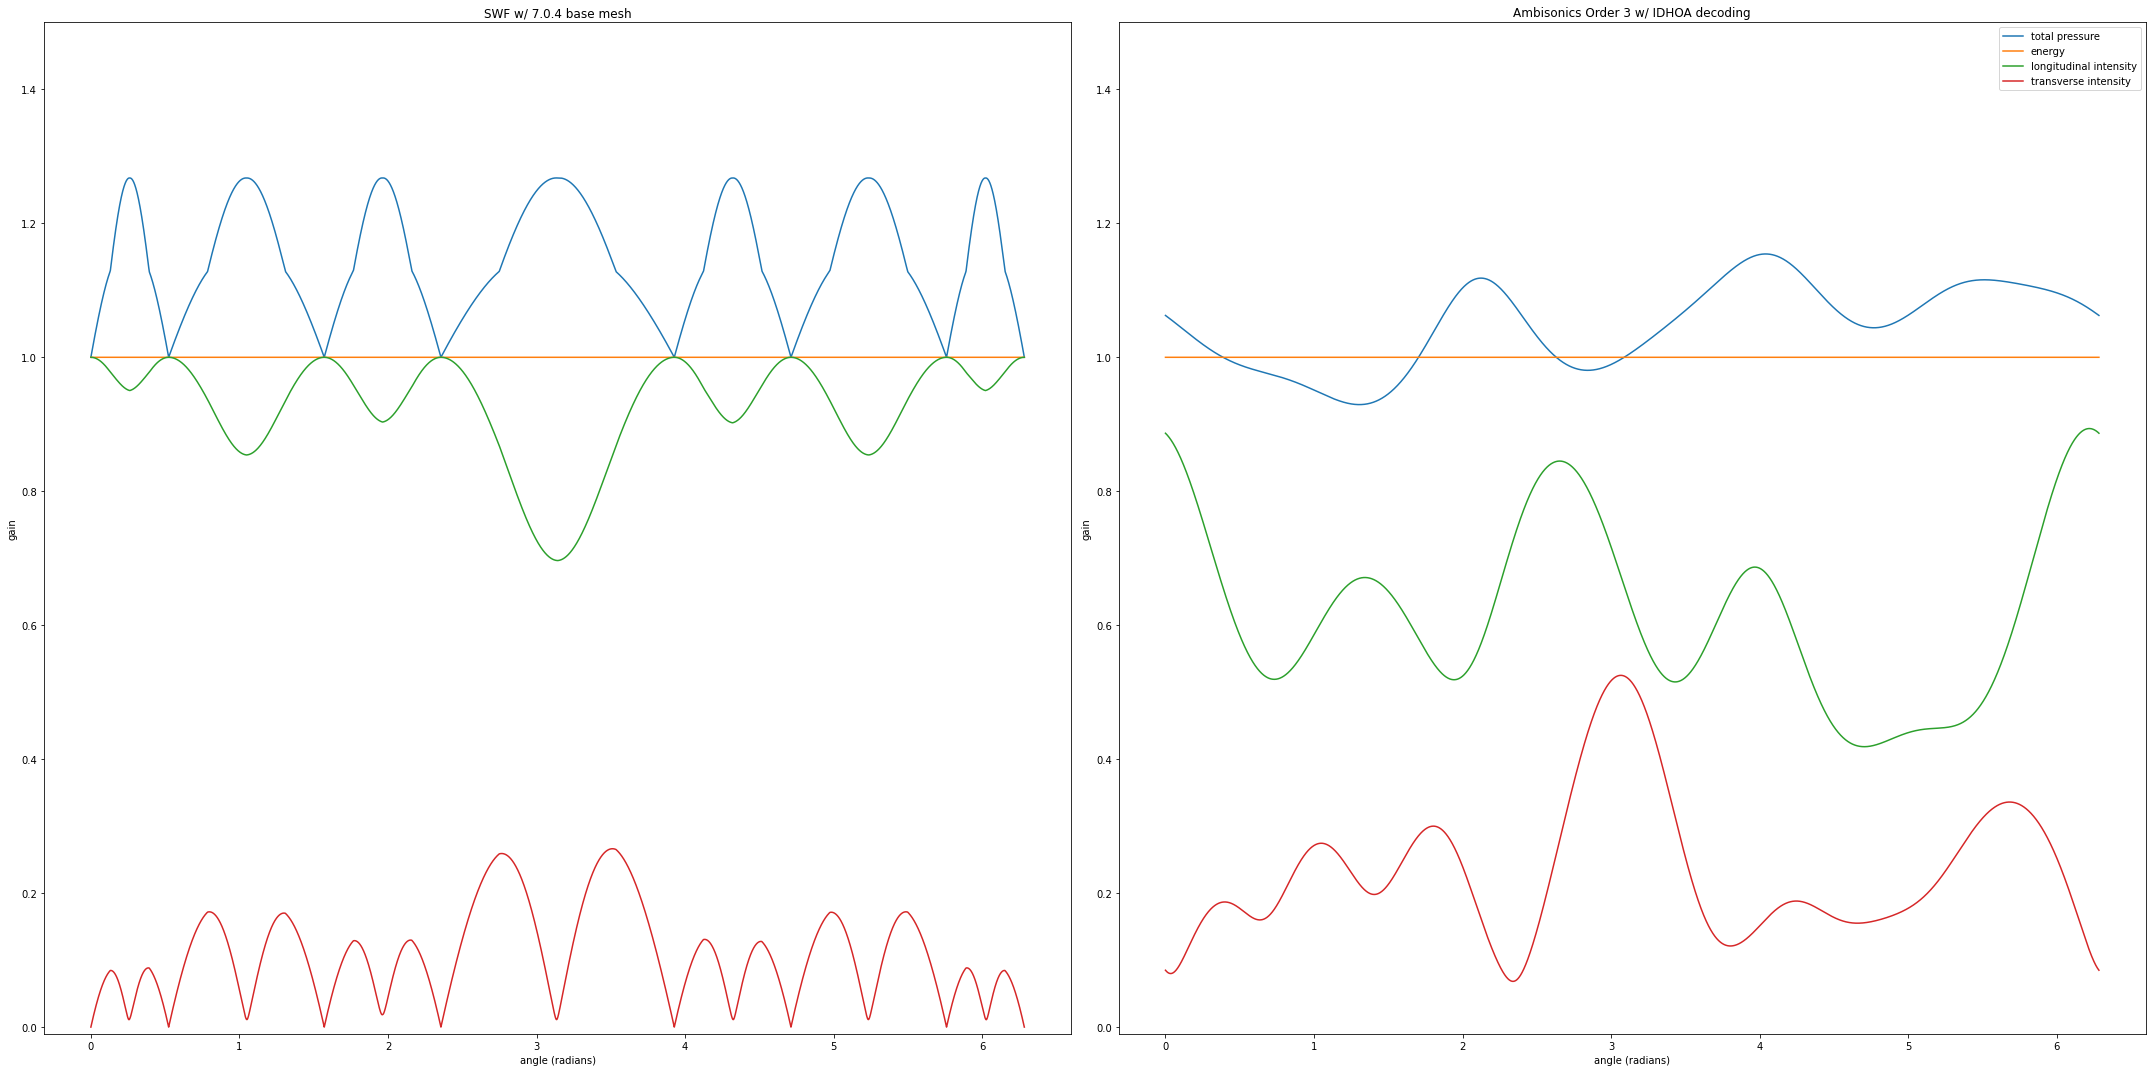 SWF w/ 7.0.4 base mesh
gain
1.4
1.2
1.0
0.8
0.6
0.4
0.2
0.0
0 1 2 3 4 5 6
angle (radians)
Ambisonics Order 3 w/ IDHOA decoding
total pressure
energy
longitudinal intensity
transverse intensity
gain
1.4
1.2
1.0
0.8
0.6
0.4
0.2
0.0
0 1 2 3 4 5 6
angle (radians)